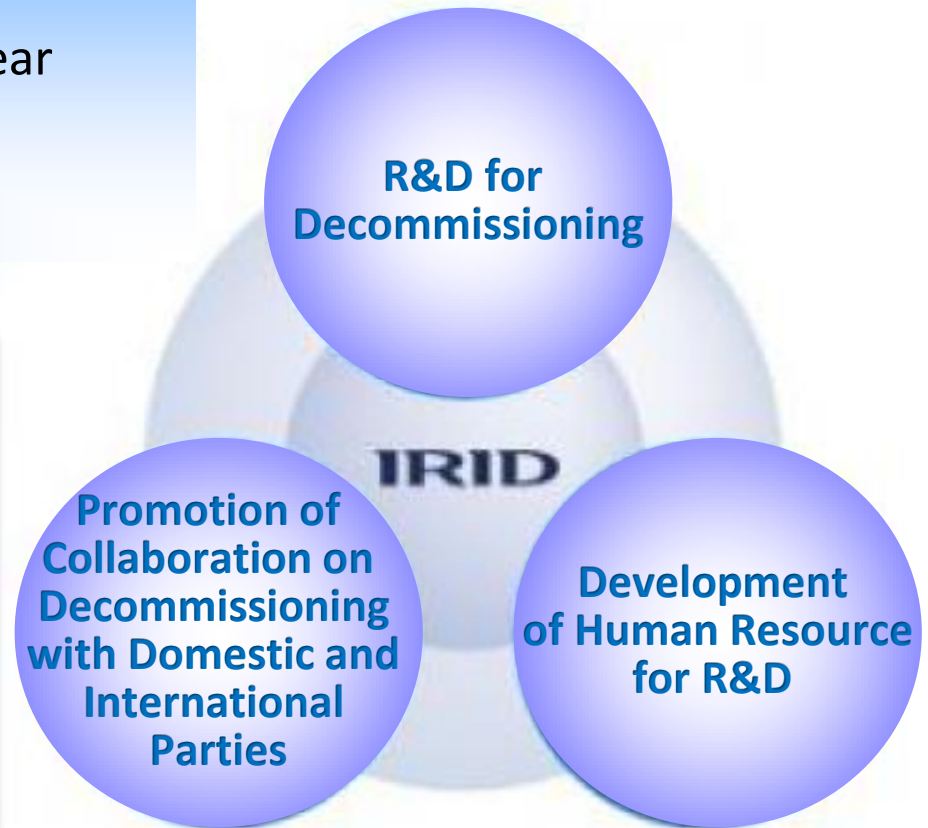 ear
R&D for
Decommissioning
IRID
Promotion of
Collaboration on
Decommissioning
with Domestic and
International
Parties
Development
of Human Resource
for R&D